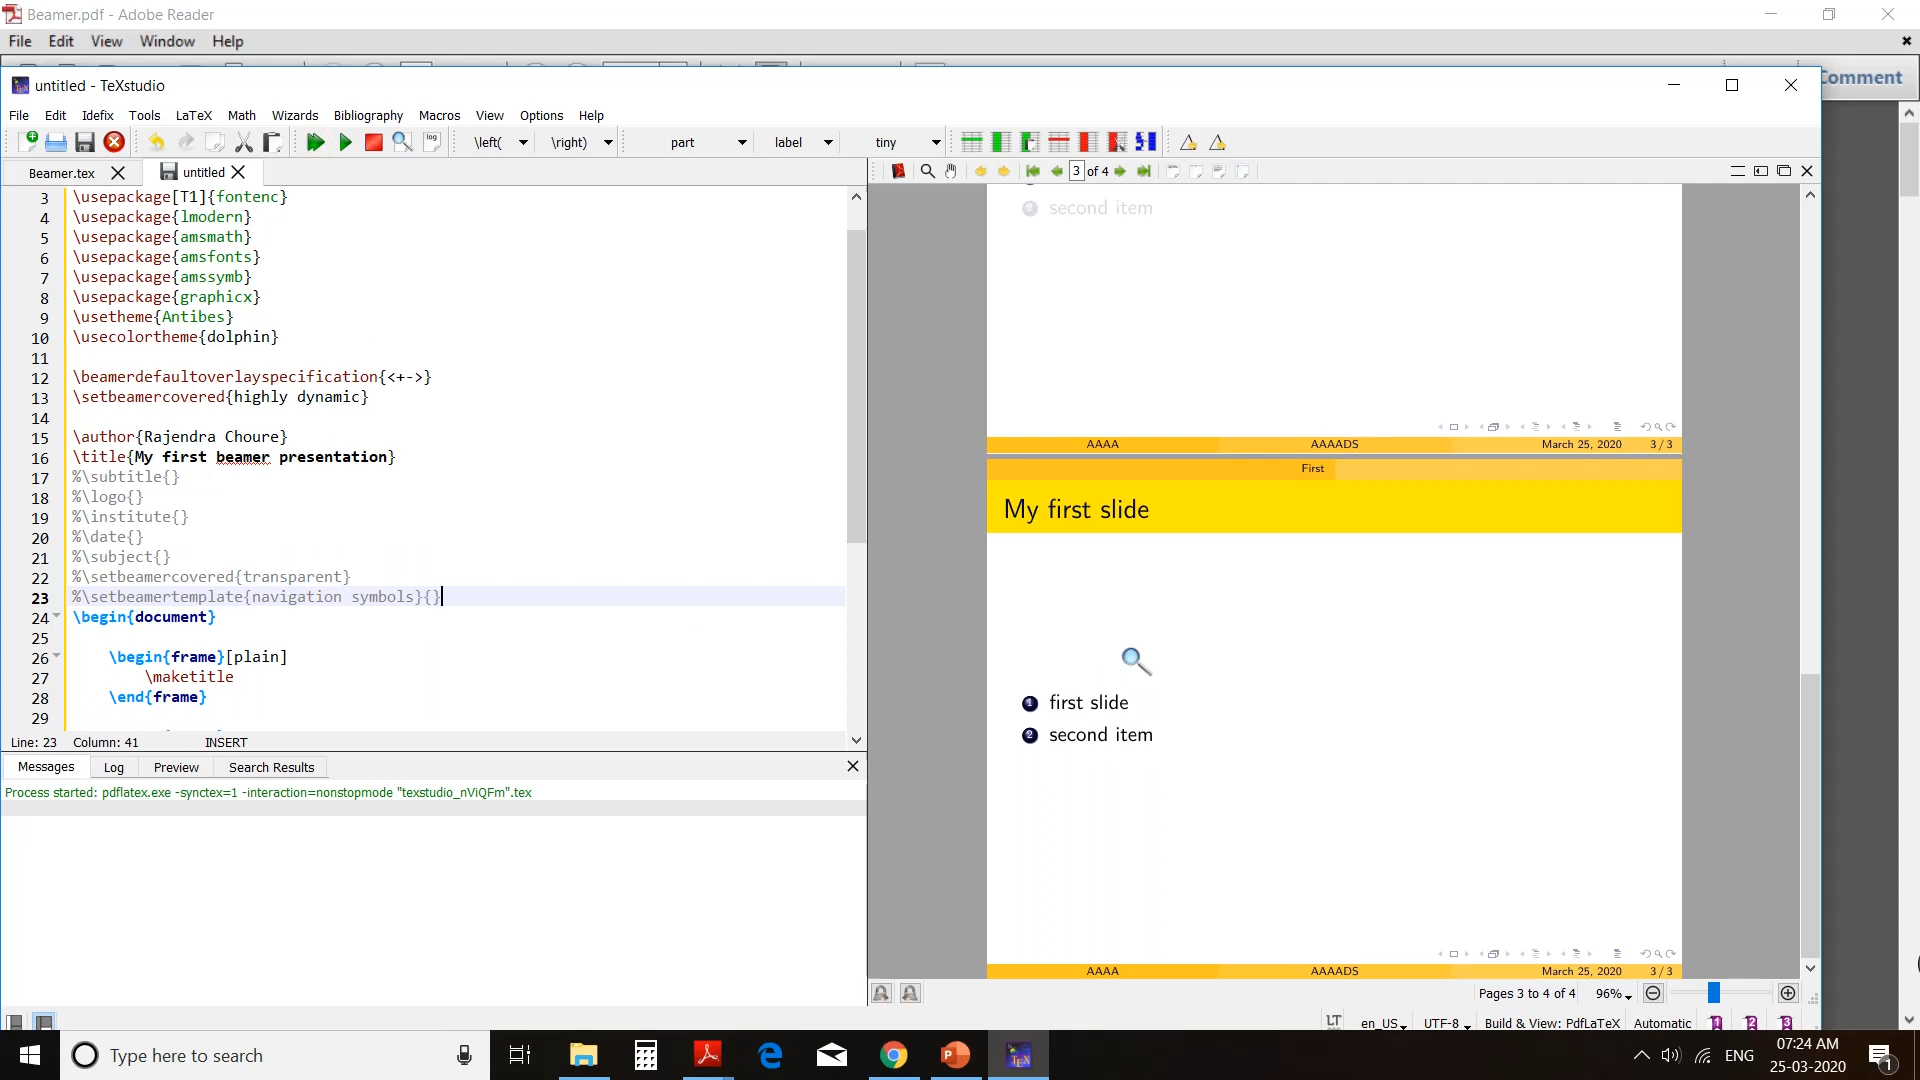 Beamer.pdf - Adobe Reader
File Edit View Window Help
Comment
untitled - TeXstudio
File Edit Idefix Tools LaTeX Math Wizards Bibliography Macros View Options Help
log \left( \right) part label tiny
Beamer.tex untitled
3 of 4
3 \usepackage[T1]{fontenc}
4 \usepackage{lmodern}
5 \usepackage{amsmath}
6 \usepackage{amsfonts}
7 \usepackage{amssymb}
8 \usepackage{graphicx}
9 \usetheme{Antibes}
10 \usecolortheme{dolphin}
11
12 \beamerdefaultoverlayspecification{<+->}
13 \setbeamercovered{highly dynamic}
14
15 \author{Rajendra Choure}
16 \title{My first beamer presentation}
17 %\subtitle{}
18 %\logo{}
19 %\institute{}
20 %\date{}
21 %\subject{}
22 %\setbeamercovered{transparent}
23 %\setbeamertemplate{navigation symbols}{}
24 \begin{document}
25
26 \begin{frame}[plain]
27 \maketitle
28 \end{frame}
29
Line: 23 Column: 41 INSERT
Messages Log Preview Search Results
Process started: pdflatex.exe -synctex=1 -interaction=nonstopmode "texstudio_nViQFm".tex
2 second item
AAAA AAAADS March 25, 2020 3 / 3
First
My first slide
1 first slide
2 second item
AAAA AAAADS March 25, 2020 3 / 3
Pages 3 to 4 of 4 96%
LT en_US UTF-8 Build & View: PdfLaTeX Automatic 1 2 3
Type here to search
ENG
07:24 AM
25-03-2020
1